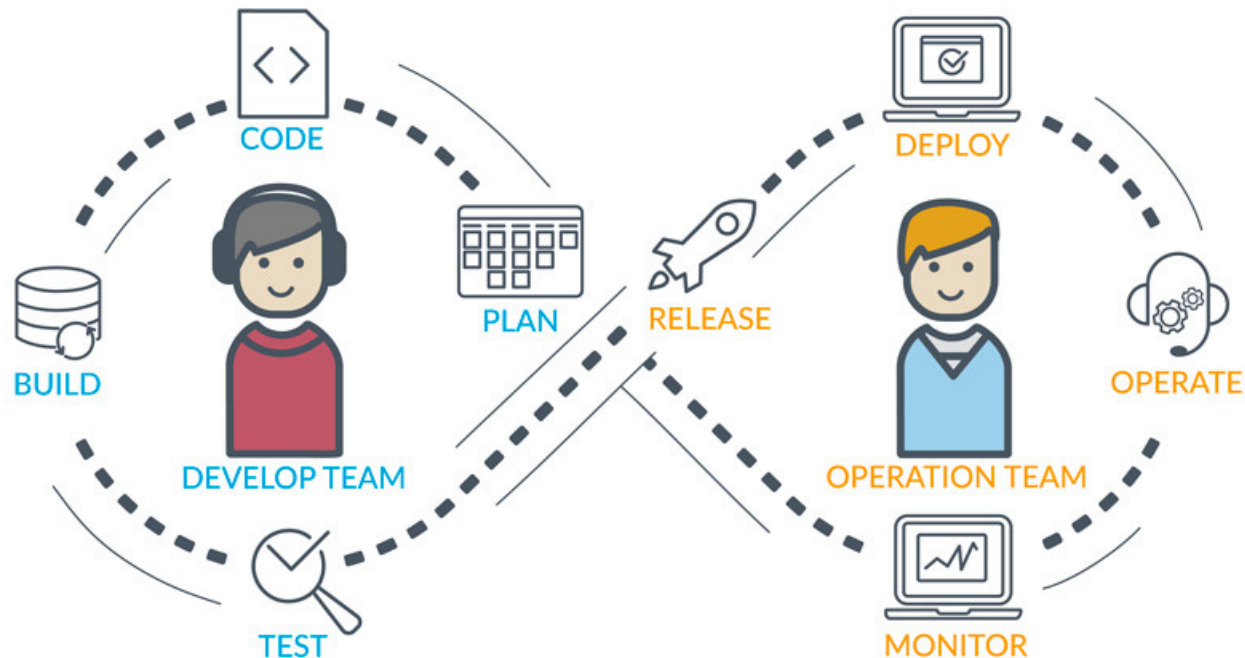 CODE
DEPLOY
PLAN
RELEASE
BUILD
OPERATE
DEVELOP TEAM
OPERATION TEAM
TEST
MONITOR